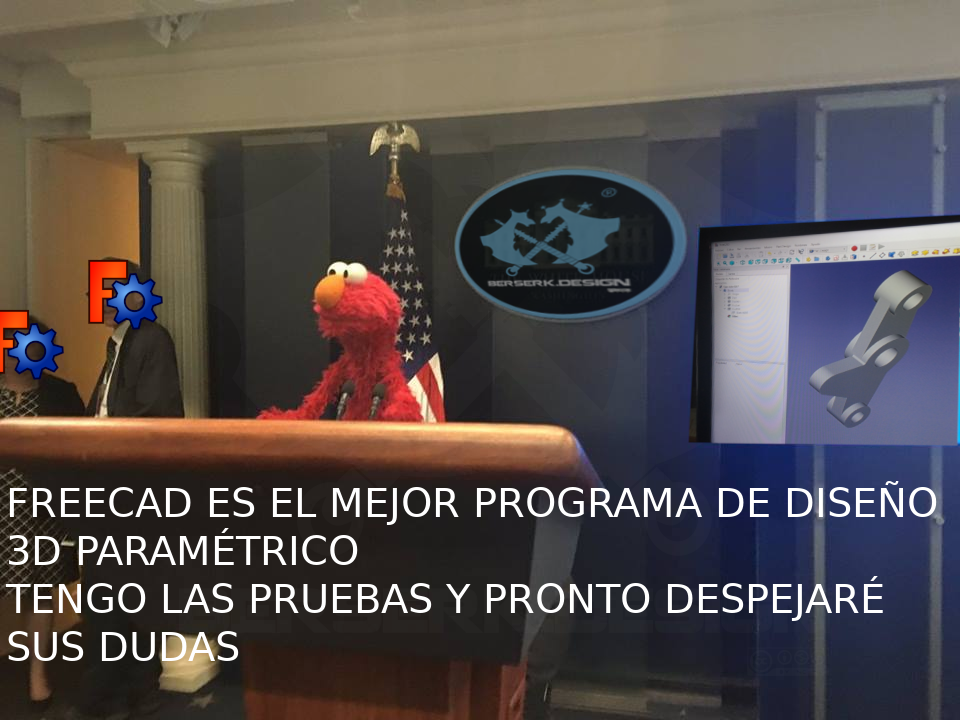 ®
BERSERK.DESIGN
FREECAD ES EL MEJOR PROGRAMA DE DISEÑO
3D PARAMÉTRICO
TENGO LAS PRUEBAS Y PRONTO DESPEJARÉ
SUS DUDAS